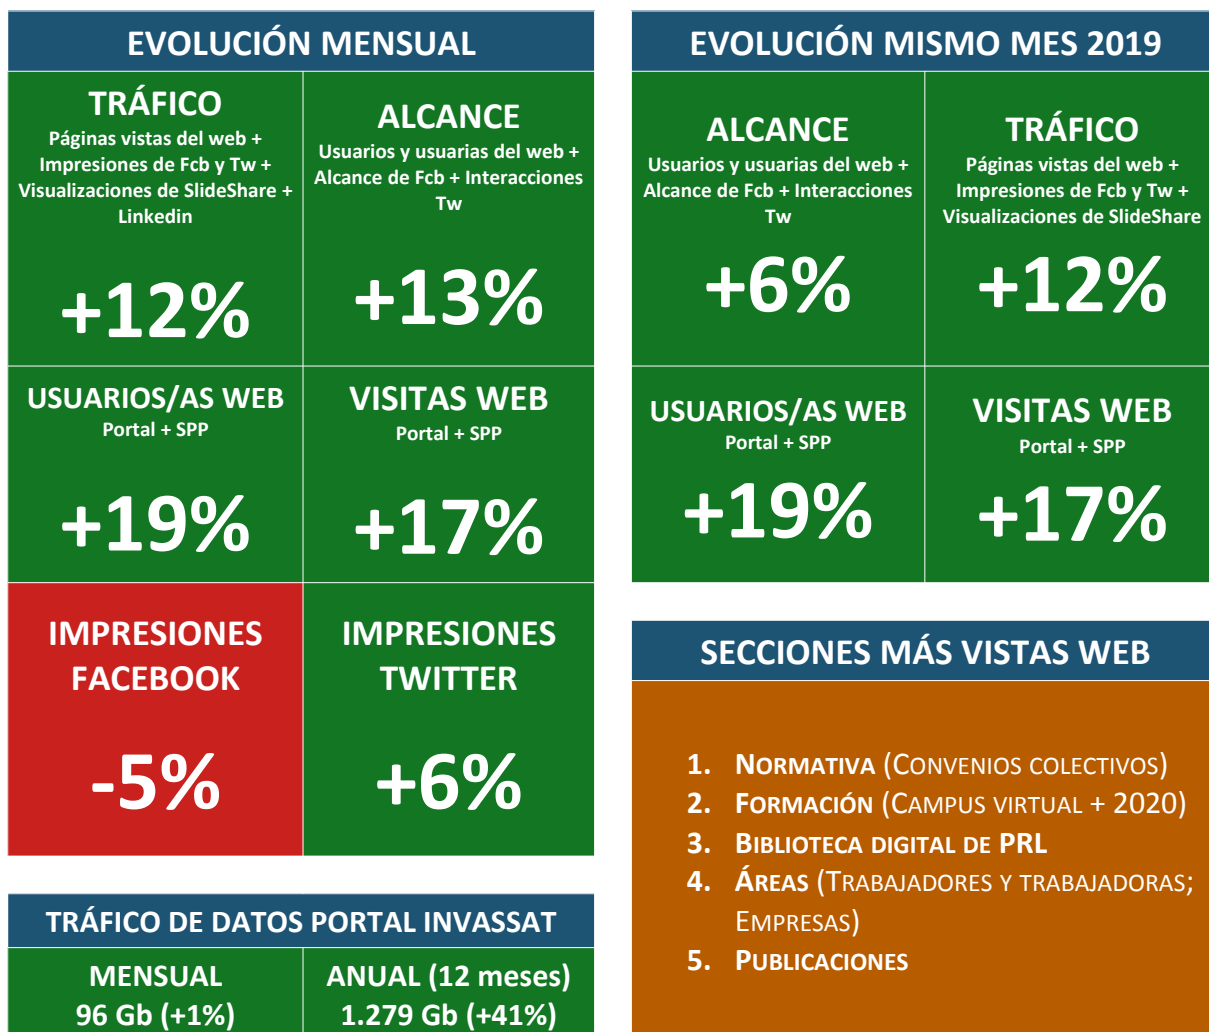 EVOLUCIÓN MENSUAL
TRÁFICO
Páginas vistas del web +
Impresiones de Fcb y Tw +
Visualizaciones de SlideShare +
Linkedin
+12%
ALCANCE
Usuarios y usuarias del web +
Alcance de Fcb + Interacciones
Tw
+13%
USUARIOS/AS WEB
Portal + SPP
+19%
VISITAS WEB
Portal + SPP
+17%
IMPRESIONES
FACEBOOK
-5%
IMPRESIONES
TWITTER
+6%
TRÁFICO DE DATOS PORTAL INVASSAT
MENSUAL
96 Gb (+1%)
ANUAL (12 meses)
1.279 Gb (+41%)
EVOLUCIÓN MISMO MES 2019
ALCANCE
Usuarios y usuarias del web +
Alcance de Fcb + Interacciones
Tw
+6%
TRÁFICO
Páginas vistas del web +
Impresiones de Fcb y Tw +
Visualizaciones de SlideShare
+12%
USUARIOS/AS WEB
Portal + SPP
+19%
VISITAS WEB
Portal + SPP
+17%
SECCIONES MÁS VISTAS WEB
1. NORMATIVA (CONVENIOS COLECTIVOS)
2. FORMACIÓN (CAMPUS VIRTUAL + 2020)
3. BIBLIOTECA DIGITAL DE PRL
4. ÁREAS (TRABAJADORES Y TRABAJADORAS;
EMPRESAS)
5. PUBLICACIONES